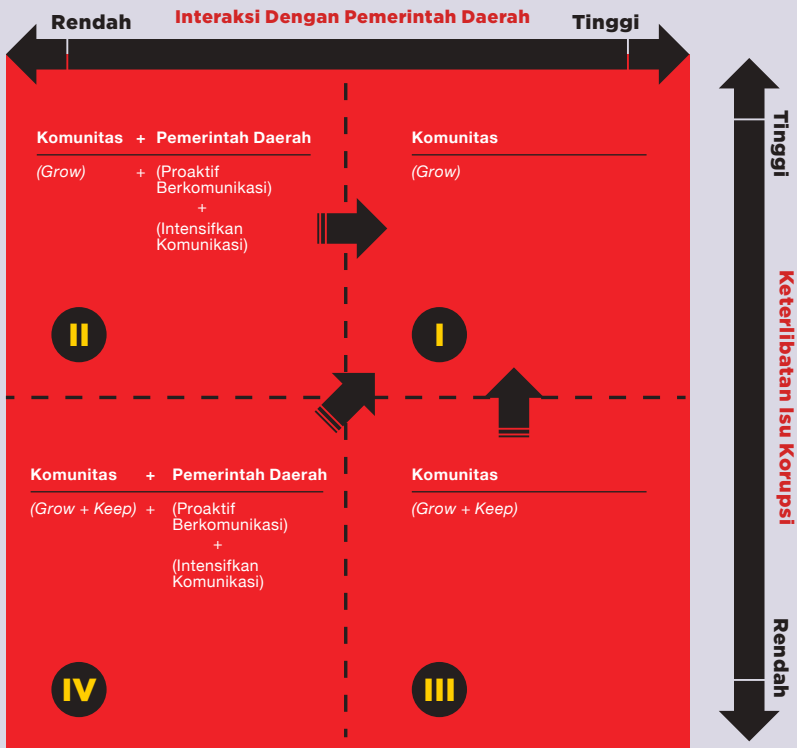 Rendah
Interaksi Dengan Pemerintah Daerah
Tinggi
Komunitas + Pemerintah Daerah
(Grow) + (Proaktif
Berkomunikasi)
+
(Intensifkan
Komunikasi)
II
Komunitas
(Grow)
I
Komunitas + Pemerintah Daerah
(Grow + Keep) + (Proaktif
Berkomunikasi)
+
(Intensifkan
Komunikasi)
IV
Komunitas
(Grow + Keep)
III
Tinggi
Keterlibatan Isu Korupsi
Rendah